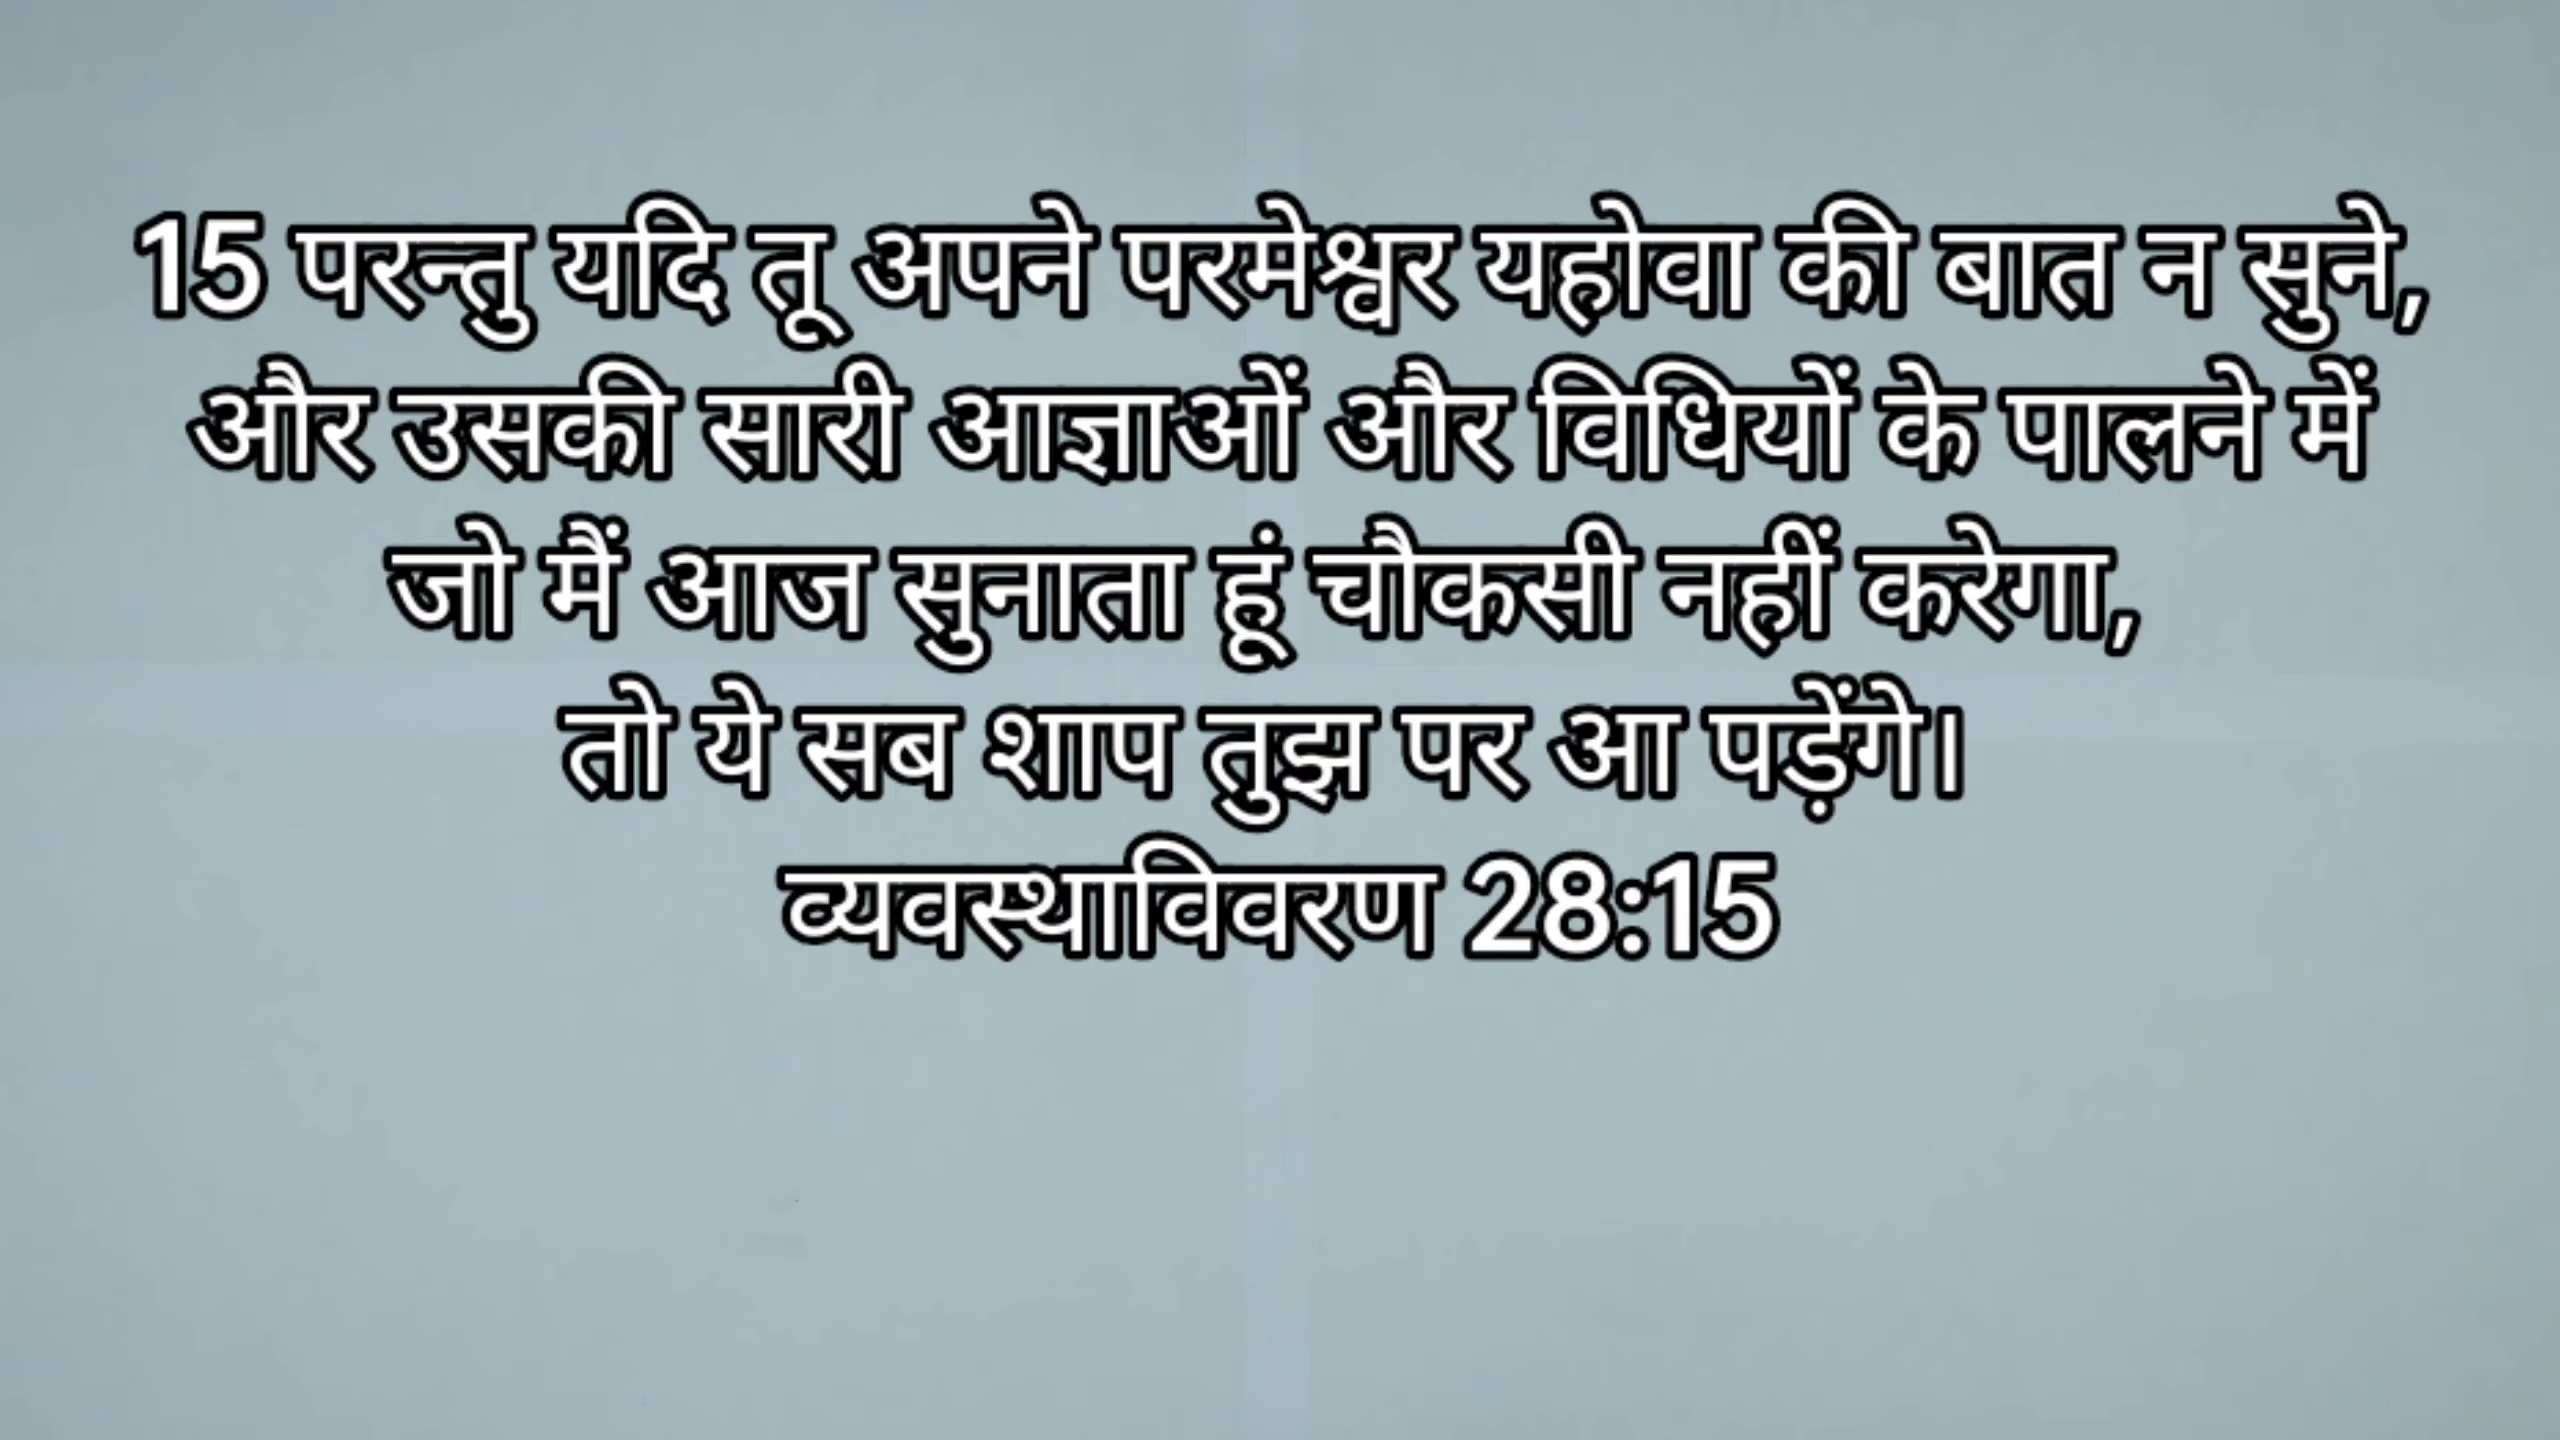 15 परन्तु यदि तू अपने परमेश्वर यहोवा की बात न सुने,
और उसकी सारी आज्ञाओं और विधियों के पालने में
जो मैं आज सुनाता हूं चौकसी नहीं करेगा,
तो ये सब शाप तुझ पर आ पड़ेंगे।
व्यवस्थाविवरण 28:15